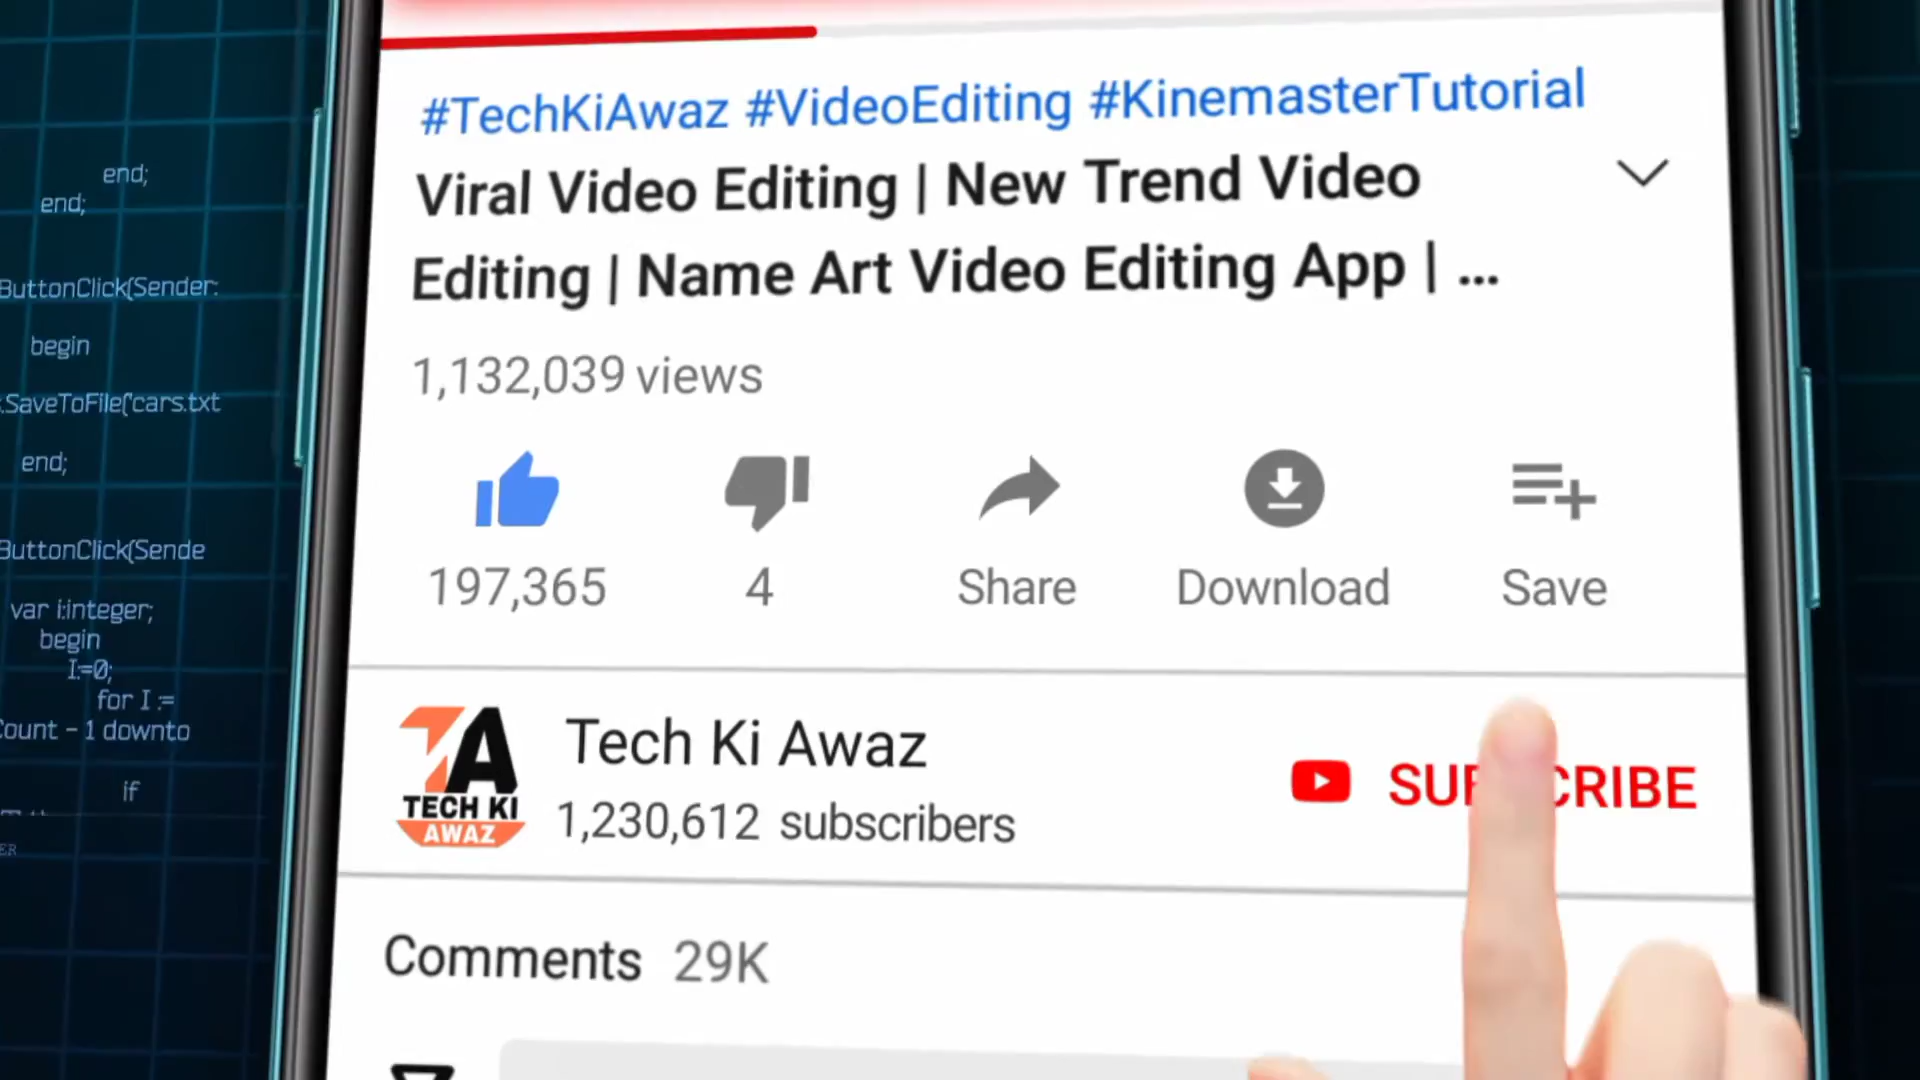 #TechKiAwaz #VideoEditing #KinemasterTutorial
Viral Video Editing | New Trend Video
Editing | Name Art Video Editing App | ...
1,132,039 views
197,365
4
Share
Download
Save
TA
TECH KI
AWAZ
Tech Ki Awaz
1,230,612 subscribers
SUBSCRIBE
Comments 29K
end;
end;
ButtonClick(Sender:
begin
.SaveToFile('cars.txt
end;
ButtonClick(Sende
var i:integer;
begin
I:=0;
for I :=
Count - 1 downto
if